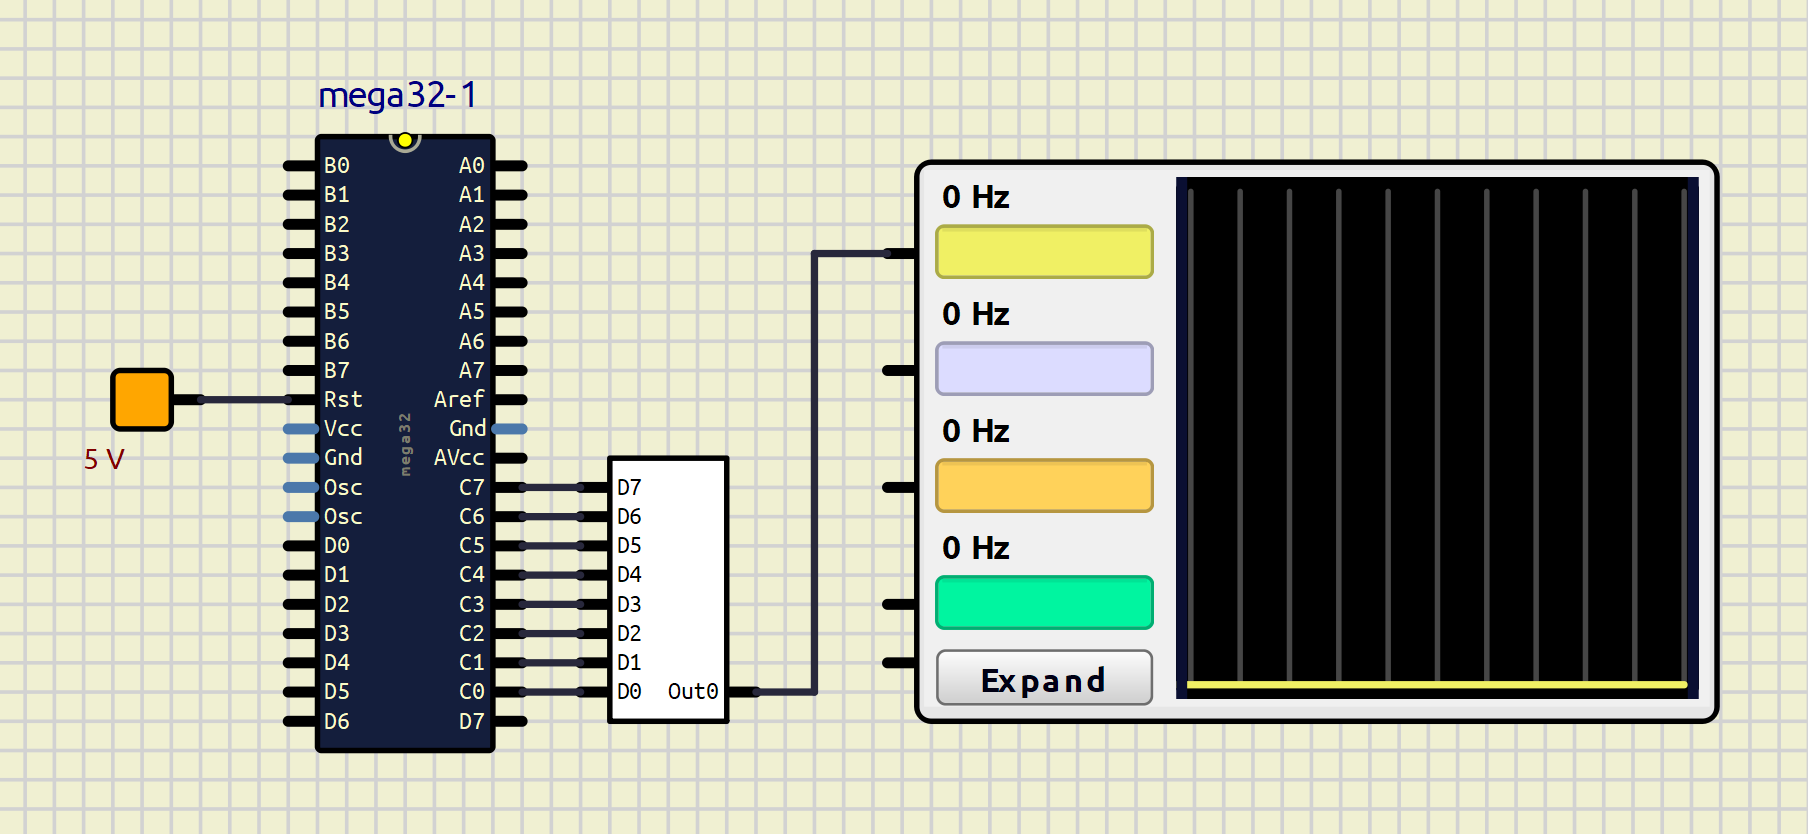 mega32-1
B0 A0
B1 A1
B2 A2
B3 A3
B4 A4
B5 A5
B6 A6
B7 A7
Rst Aref
Vcc Gnd
Gnd AVcc
Osc C7
Osc C6
D0 C5
D1 C4
D2 C3
D3 C2
D4 C1
D5 C0
D6 D7
mega32
5 V
D7
D6
D5
D4
D3
D2
D1
D0 Out0
0 Hz
0 Hz
0 Hz
0 Hz
Expand